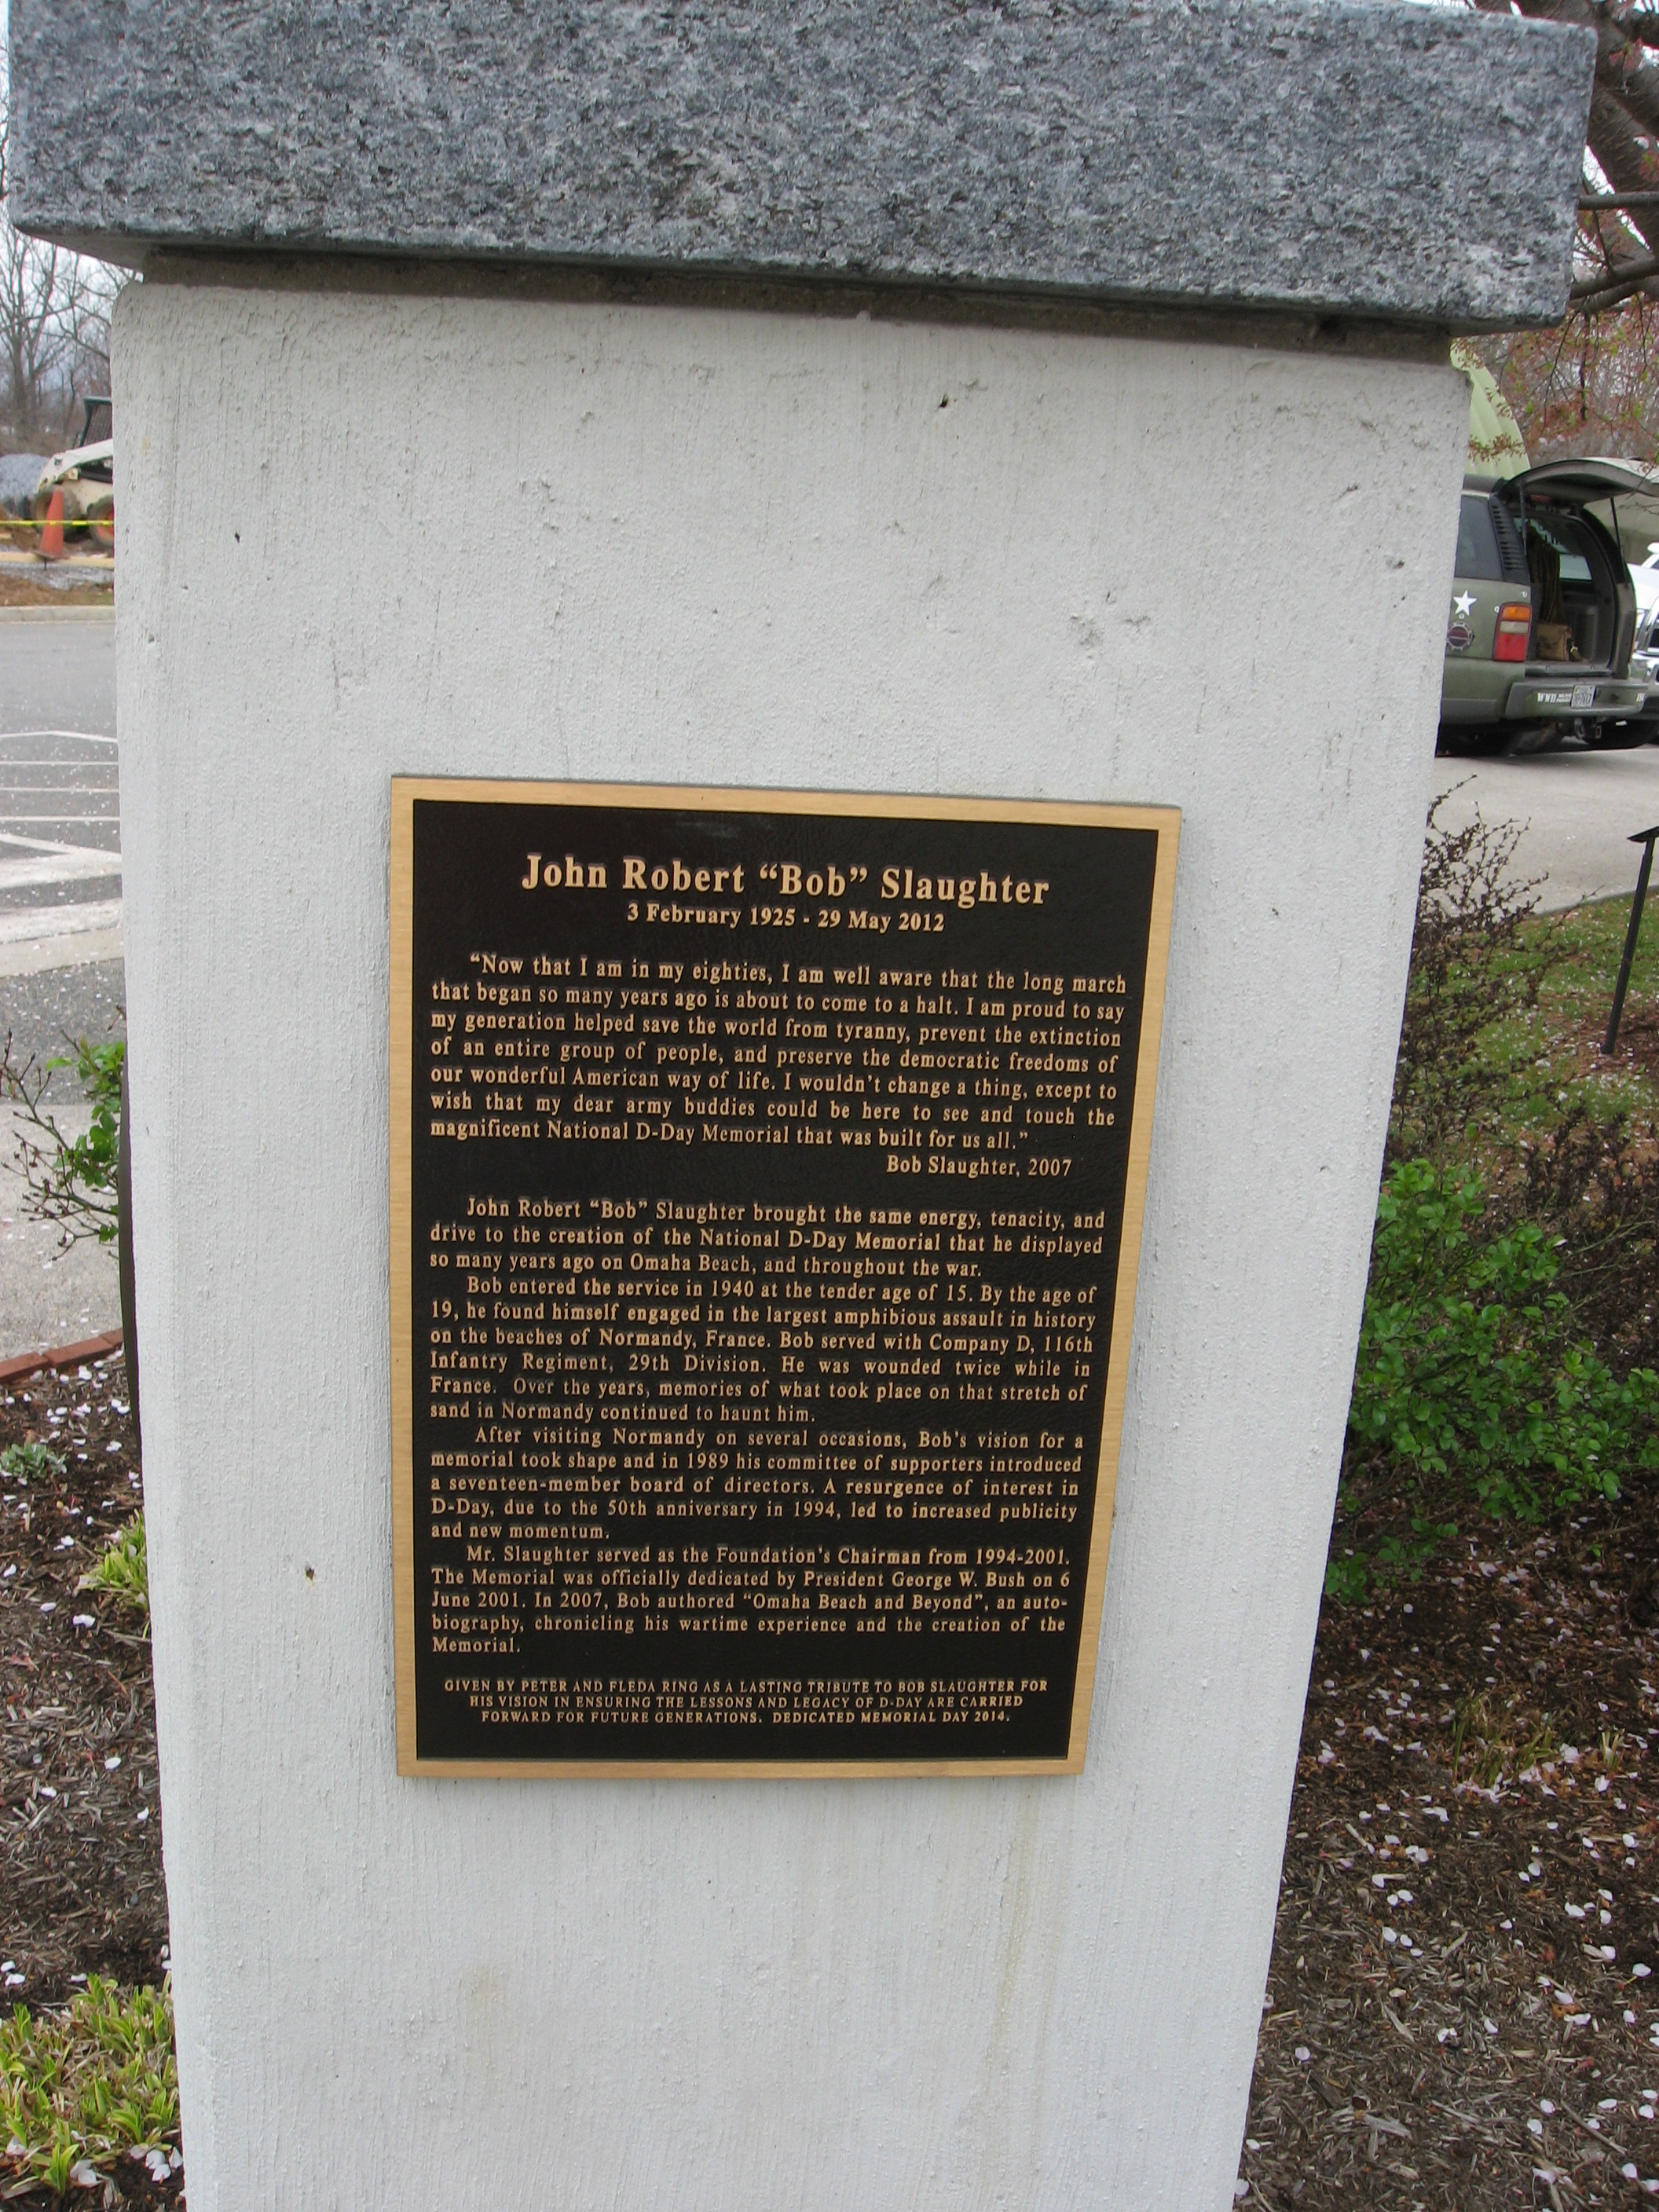 John Robert “Bob” Slaughter
3 February 1925 - 29 May 2012
“Now that I am in my eighties, I am well aware that the long march
that began so many years ago is about to come to a halt. I am proud to say
my generation helped save the world from tyranny, prevent the extinction
of an entire group of people, and preserve the democratic freedoms of
our wonderful American way of life. I wouldn’t change a thing, except to
wish that my dear army buddies could be here to see and touch the
magnificent National D-Day Memorial that was built for us all.”
Bob Slaughter, 2007
John Robert “Bob” Slaughter brought the same energy, tenacity, and
drive to the creation of the National D-Day Memorial that he displayed
so many years ago on Omaha Beach, and throughout the war.
Bob entered the service in 1940 at the tender age of 15. By the age of
19, he found himself engaged in the largest amphibious assault in history
on the beaches of Normandy, France. Bob served with Company D, 116th
Infantry Regiment, 29th Division. He was wounded twice while in
France. Over the years, memories of what took place on that stretch of
sand in Normandy continued to haunt him.
After visiting Normandy on several occasions, Bob’s vision for a
memorial took shape and in 1989 his committee of supporters introduced
a seventeen-member board of directors. A resurgence of interest in
D-Day, due to the 50th anniversary in 1994, led to increased publicity
and new momentum.
Mr. Slaughter served as the Foundation’s Chairman from 1994-2001.
The Memorial was officially dedicated by President George W. Bush on 6
June 2001. In 2007, Bob authored “Omaha Beach and Beyond”, an auto-
biography, chronicling his wartime experience and the creation of the
Memorial.
GIVEN BY PETER AND FLEDA RING AS A LASTING TRIBUTE TO BOB SLAUGHTER FOR
HIS VISION IN ENSURING THE LESSONS AND LEGACY OF D-DAY ARE CARRIED
FORWARD FOR FUTURE GENERATIONS. DEDICATED MEMORIAL DAY 2014.